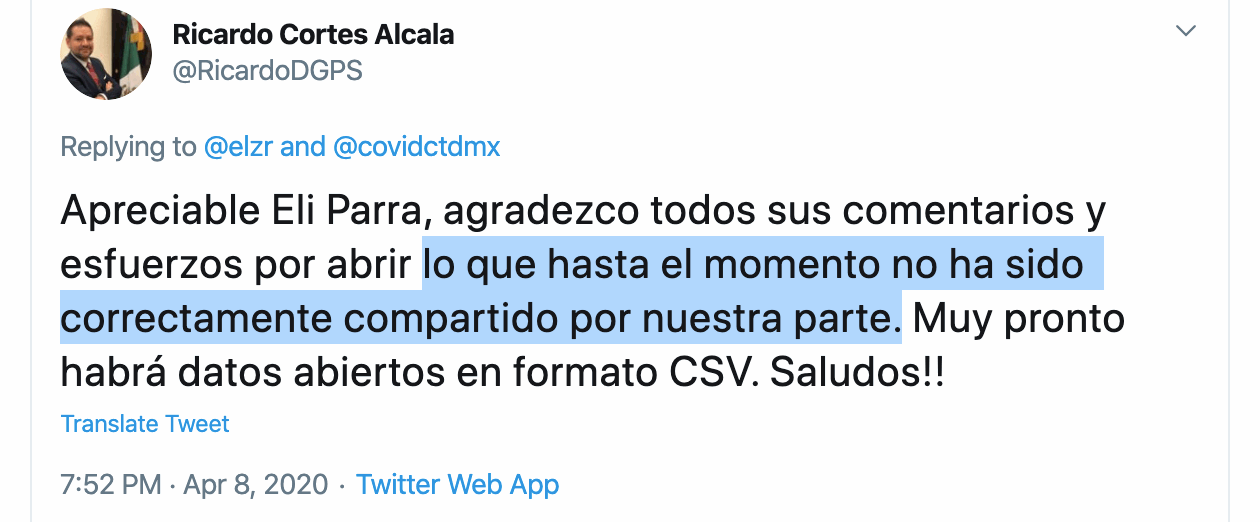 Ricardo Cortes Alcala
@RicardoDGPS
Replying to @elzr and @covidctdmx
Apreciable Eli Parra, agradezco todos sus comentarios y
esfuerzos por abrir lo que hasta el momento no ha sido
correctamente compartido por nuestra parte. Muy pronto
habrá datos abiertos en formato CSV. Saludos!!
Translate Tweet
7:52 PM · Apr 8, 2020 · Twitter Web App